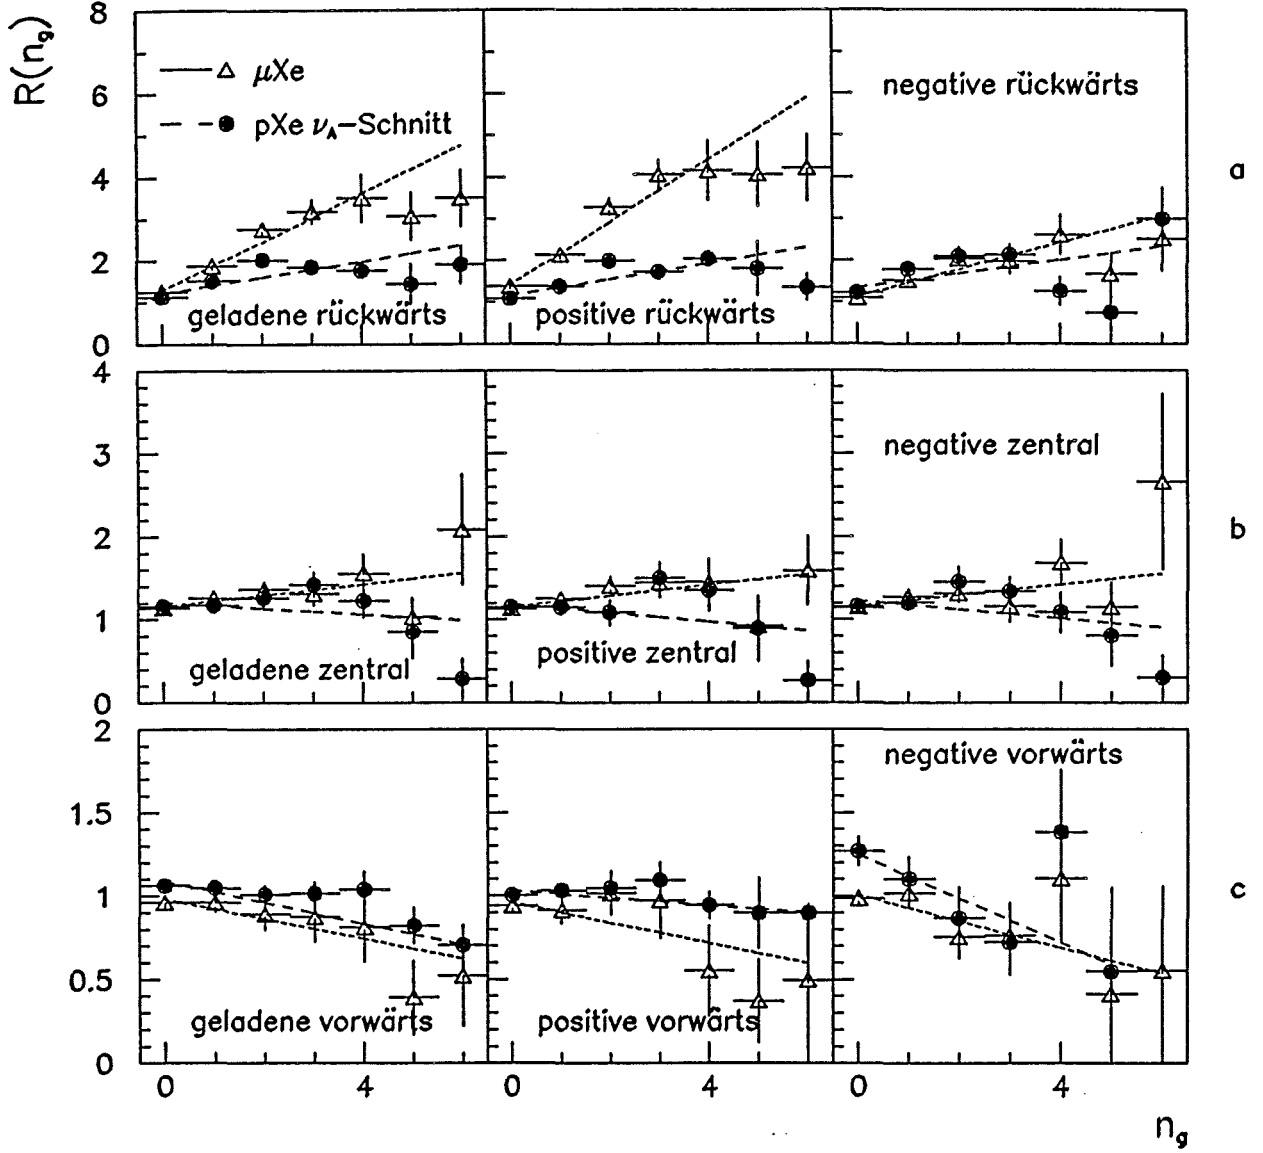 R(n_g)
8
6
4
2
0
μXe
pXe ν_A–Schnitt
geladene rückwärts
positive rückwärts
negative rückwärts
a
4
3
2
1
0
geladene zentral
positive zentral
negative zentral
b
2
1.5
1
0.5
0
geladene vorwärts
positive vorwärts
negative vorwärts
c
0 4 0 4 0 4
n_g